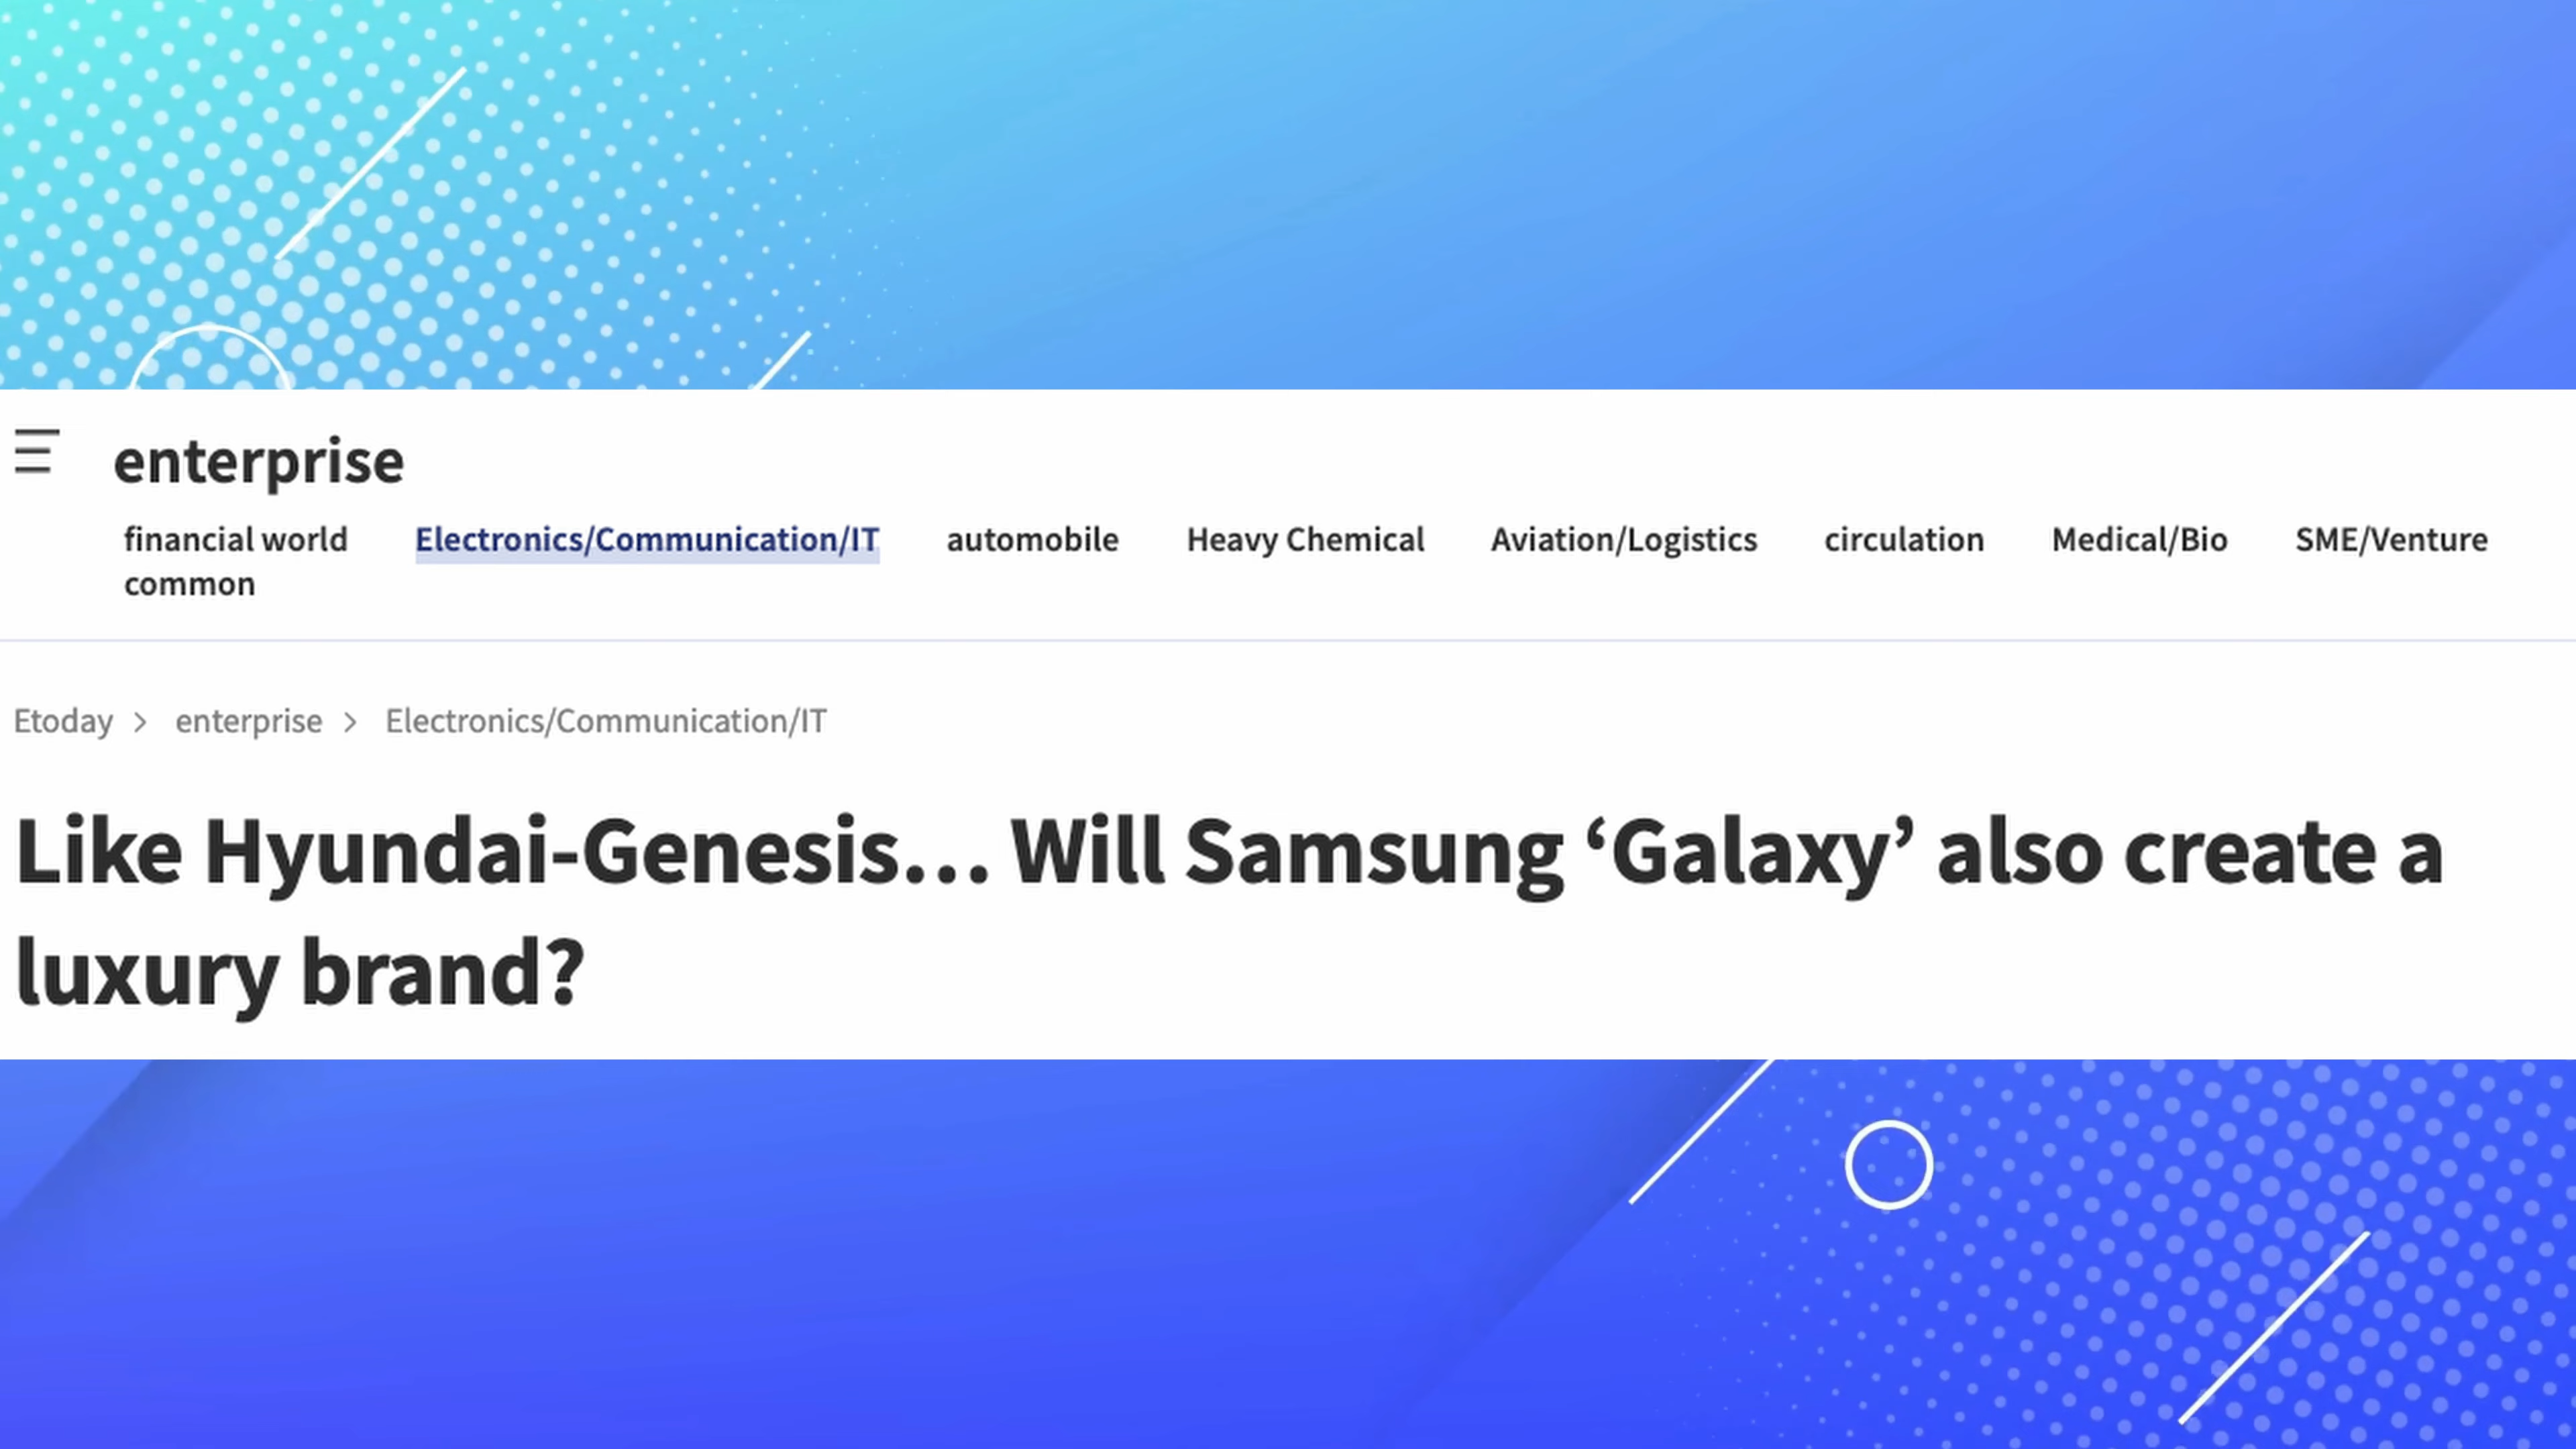 enterprise
financial world Electronics/Communication/IT automobile Heavy Chemical Aviation/Logistics circulation Medical/Bio SME/Venture
common
Etoday > enterprise > Electronics/Communication/IT
Like Hyundai-Genesis... Will Samsung ‘Galaxy’ also create a
luxury brand?